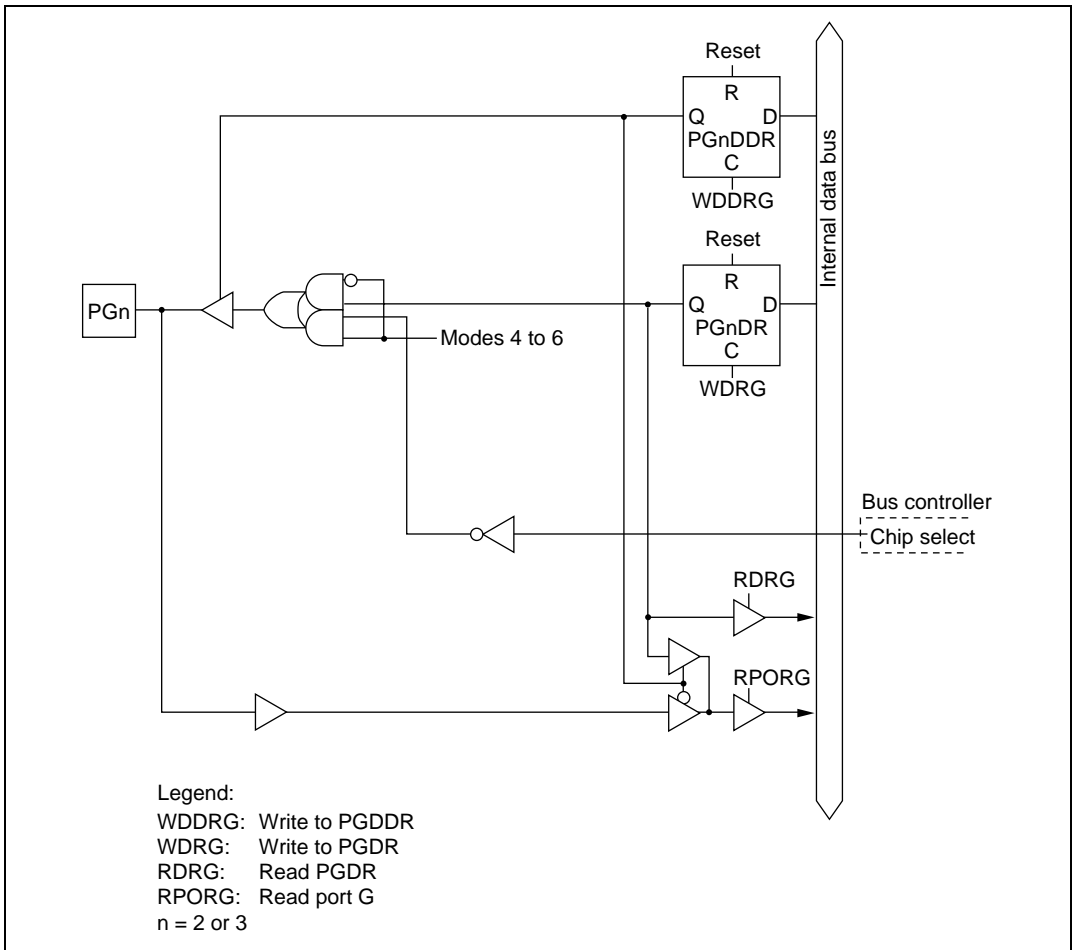 Reset
R
Q D
PGnDDR
C
WDDRG
Internal data bus
Reset
R
Q D
PGnDR
C
WDRG
PGn
Modes 4 to 6
Bus controller
Chip select
RDRG
RPORG
Legend:
WDDRG: Write to PGDDR
WDRG: Write to PGDR
RDRG: Read PGDR
RPORG: Read port G
n = 2 or 3